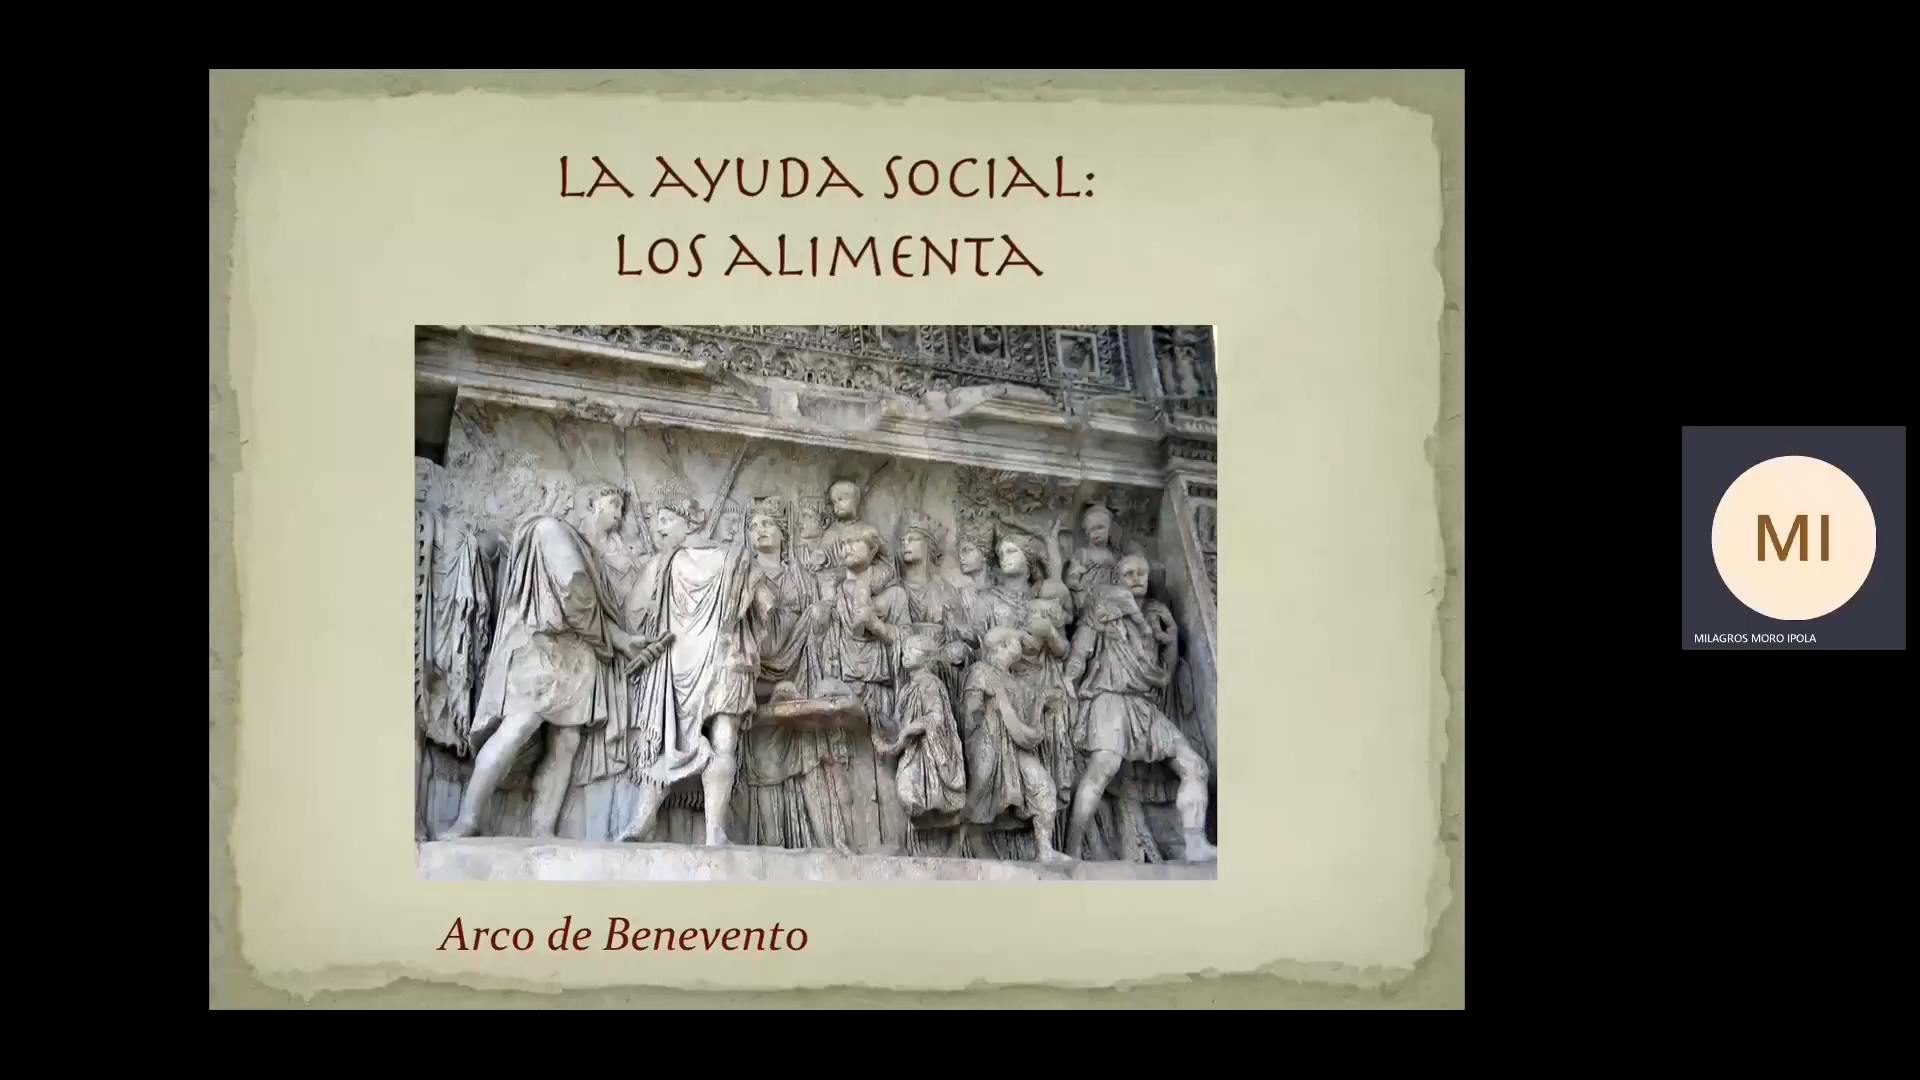 LA AYUDA SOCIAL:
LOS ALIMENTA
Arco de Benevento
MI
MILAGROS MORO IPOLA